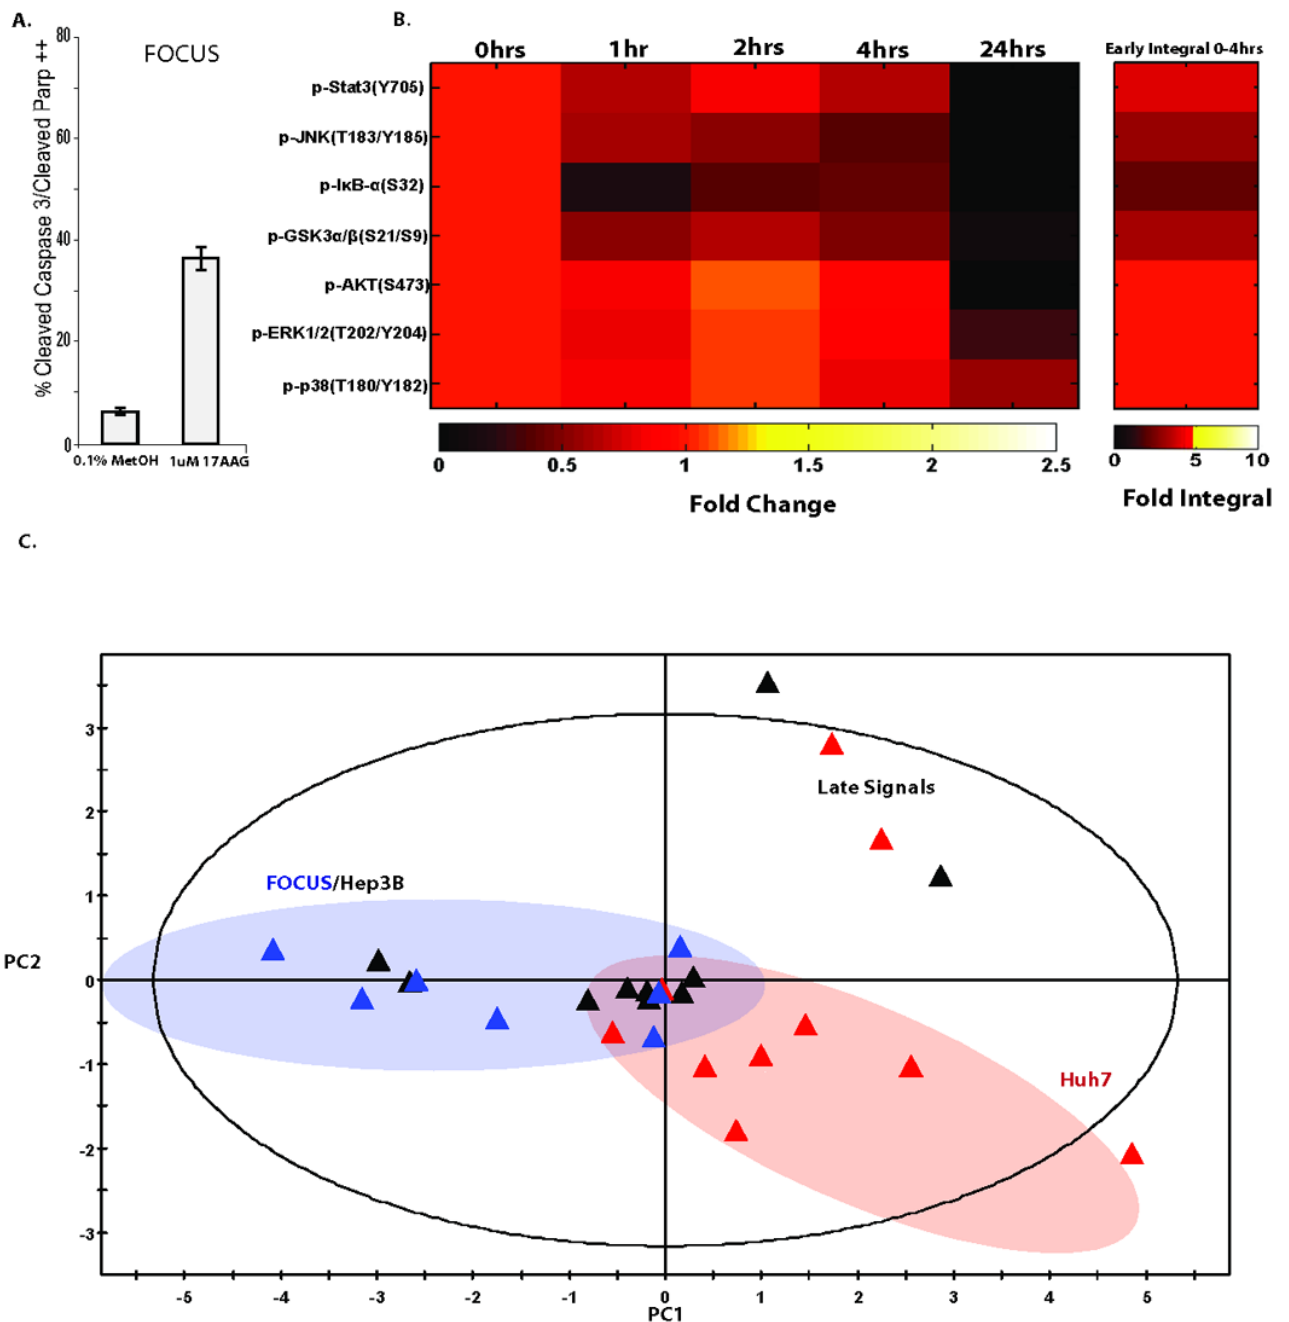 A.
% Cleaved Caspase 3/Cleaved Parp ++
80
60
40
20
0
FOCUS
0.1% MetOH 1uM 17AAG
B.
0hrs 1hr 2hrs 4hrs 24hrs Early Integral 0-4hrs
p-Stat3(Y705)
p-JNK(T183/Y185)
p-IκB-α(S32)
p-GSK3α/β(S21/S9)
p-AKT(S473)
p-ERK1/2(T202/Y204)
p-p38(T180/Y182)
0 0.5 1 1.5 2 2.5
Fold Change
0 5 10
Fold Integral
C.
PC2
3
2
1
0
-1
-2
-3
Late Signals
FOCUS/Hep3B
Huh7
-5 -4 -3 -2 -1 0 1 2 3 4 5
PC1